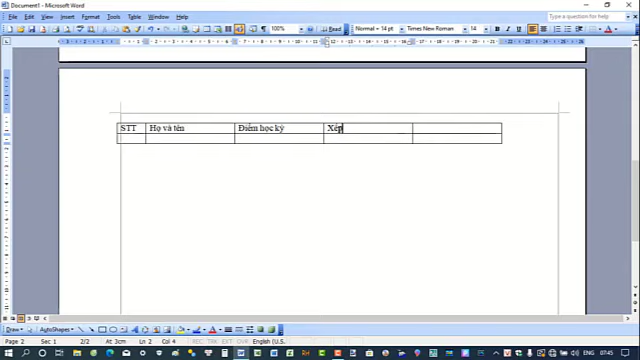 Document1 - Microsoft Word
File Edit View Insert Format Tools Table Window Help
Type a question for help
100% Read Normal + 14 pt Times New Roman 14
STT Họ và tên Điểm học kỳ Xếp
Draw AutoShapes
Page 2 Sec 1 2/2 At 3cm Ln 2 Col 4 REC TRK EXT OVR English (U.S.
07:45